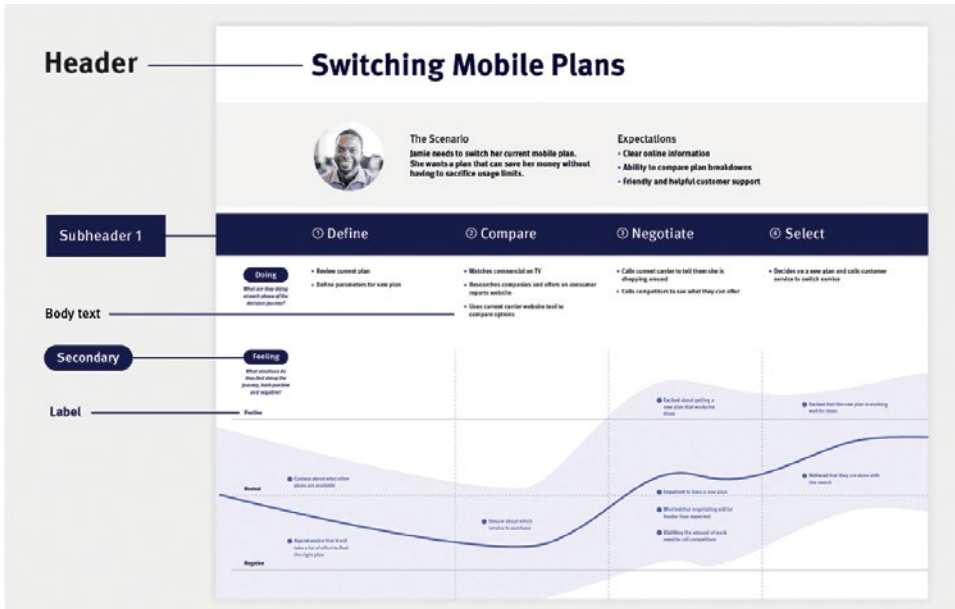 Header
Switching Mobile Plans
The Scenario
Jamie needs to switch her current mobile plan.
She wants a plan that can save her money without
having to sacrifice usage limits.
Expectations
• Clear online information
• Ability to compare plan breakdowns
• Friendly and helpful customer support
Subheader 1
① Define
② Compare
③ Negotiate
④ Select
Doing
What are they doing
at each phase of the
decision journey?
• Review current plan
• Define parameters for new plan
• Watches commercial on TV
• Researches companies and offers on consumer
reports website
• Uses current carrier website tool to
compare options
• Calls current carrier to tell them she is
shopping around
• Calls competitors to see what they can offer
• Decides on a new plan and calls customer
service to switch service
Body text
Secondary
Feeling
What emotions do
they feel along the
journey, both positive
and negative?
Label
Positive
Neutral
Negative
Curious about what other
plans are available
Apprehensive that it will
take a lot of effort to find
the right plan
Unsure about which
service to purchase
Excited about getting a
new plan that works for
them
Impatient to have a new plan
Worried that negotiating will be
harder than expected
Disliking the amount of work
need to call competitors
Excited that the new plan is working
well for them
Relieved that they are done with
the search